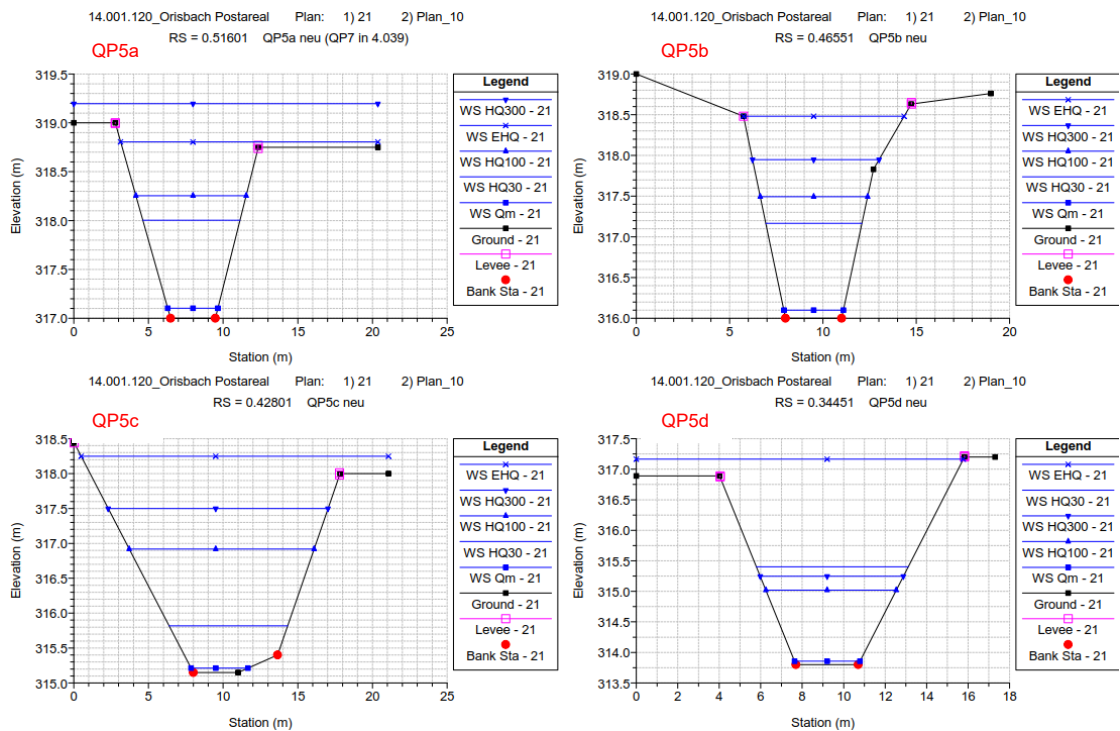 14.001.120_Orisbach Postareal Plan: 1) 21 2) Plan_10
RS = 0.51601 QP5a neu (QP7 in 4.039)
QP5a
Elevation (m)
319.5
319.0
318.5
318.0
317.5
317.0
0 5 10 15 20 25
Station (m)
Legend
WS HQ300 - 21
WS EHQ - 21
WS HQ100 - 21
WS HQ30 - 21
WS Qm - 21
Ground - 21
Levee - 21
Bank Sta - 21
14.001.120_Orisbach Postareal Plan: 1) 21 2) Plan_10
RS = 0.46551 QP5b neu
QP5b
Elevation (m)
319.0
318.5
318.0
317.5
317.0
316.5
316.0
0 5 10 15 20
Station (m)
Legend
WS EHQ - 21
WS HQ300 - 21
WS HQ100 - 21
WS HQ30 - 21
WS Qm - 21
Ground - 21
Levee - 21
Bank Sta - 21
14.001.120_Orisbach Postareal Plan: 1) 21 2) Plan_10
RS = 0.42801 QP5c neu
QP5c
Elevation (m)
318.5
318.0
317.5
317.0
316.5
316.0
315.5
315.0
0 5 10 15 20 25
Station (m)
Legend
WS EHQ - 21
WS HQ300 - 21
WS HQ100 - 21
WS HQ30 - 21
WS Qm - 21
Ground - 21
Levee - 21
Bank Sta - 21
14.001.120_Orisbach Postareal Plan: 1) 21 2) Plan_10
RS = 0.34451 QP5d neu
QP5d
Elevation (m)
317.5
317.0
316.5
316.0
315.5
315.0
314.5
314.0
313.5
0 2 4 6 8 10 12 14 16 18
Station (m)
Legend
WS EHQ - 21
WS HQ30 - 21
WS HQ300 - 21
WS HQ100 - 21
WS Qm - 21
Ground - 21
Levee - 21
Bank Sta - 21